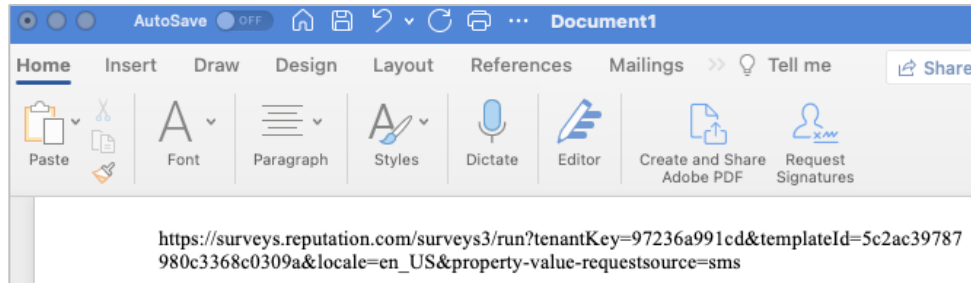 AutoSave OFF Document1
Home Insert Draw Design Layout References Mailings Tell me Share
Paste Font Paragraph Styles Dictate Editor Create and Share Adobe PDF Request Signatures
https://surveys.reputation.com/surveys3/run?tenantKey=97236a991cd&templateId=5c2ac39787
980c3368c0309a&locale=en_US&property-value-requestsource=sms